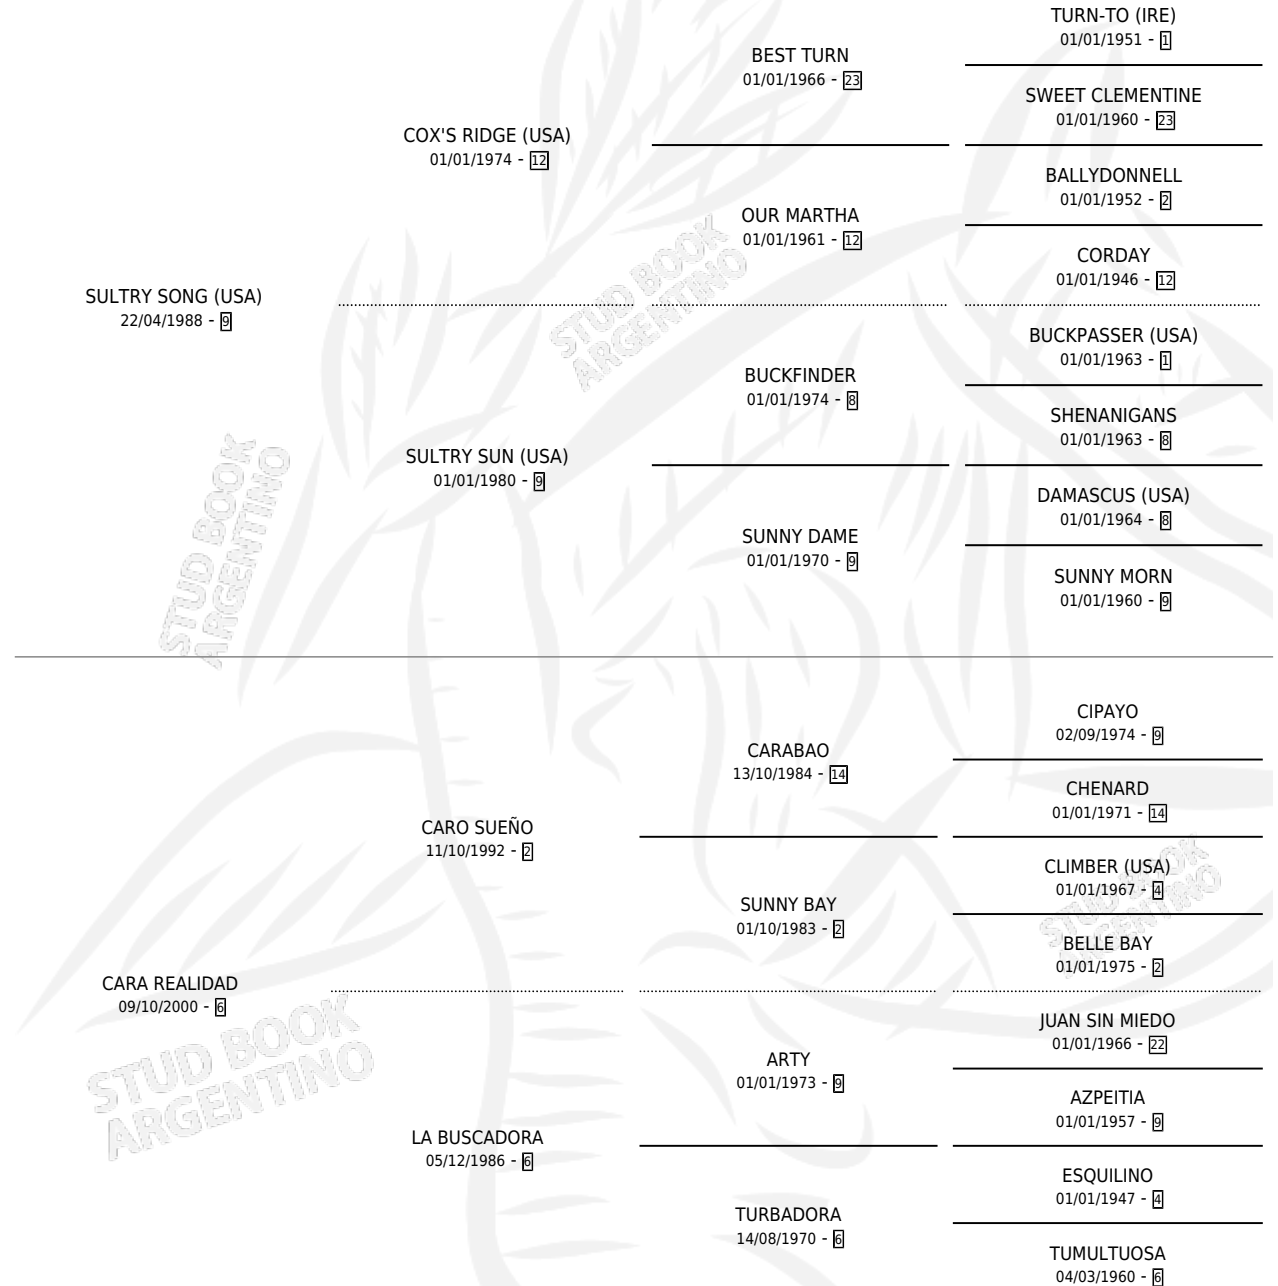 TURN-TO (IRE)
01/01/1951 - 1
BEST TURN
01/01/1966 - 23
SWEET CLEMENTINE
01/01/1960 - 23
COX'S RIDGE (USA)
01/01/1974 - 12
BALLYDONNELL
01/01/1952 - 2
OUR MARTHA
01/01/1961 - 12
CORDAY
01/01/1946 - 12
SULTRY SONG (USA)
22/04/1988 - 9
BUCKPASSER (USA)
01/01/1963 - 1
BUCKFINDER
01/01/1974 - 8
SHENANIGANS
01/01/1963 - 8
SULTRY SUN (USA)
01/01/1980 - 9
DAMASCUS (USA)
01/01/1964 - 8
SUNNY DAME
01/01/1970 - 9
SUNNY MORN
01/01/1960 - 9
STUD BOOK
ARGENTINO
STUD BOOK
ARGENTINO
CIPAYO
02/09/1974 - 9
CARABAO
13/10/1984 - 14
CHENARD
01/01/1971 - 14
CARO SUEÑO
11/10/1992 - 2
CLIMBER (USA)
01/01/1967 - 4
SUNNY BAY
01/10/1983 - 2
BELLE BAY
01/01/1975 - 2
STUD BOOK
ARGENTINO
CARA REALIDAD
09/10/2000 - 6
JUAN SIN MIEDO
01/01/1966 - 22
ARTY
01/01/1973 - 9
AZPEITIA
01/01/1957 - 9
STUD BOOK
ARGENTINO
LA BUSCADORA
05/12/1986 - 6
ESQUILINO
01/01/1947 - 4
TURBADORA
14/08/1970 - 6
TUMULTUOSA
04/03/1960 - 6